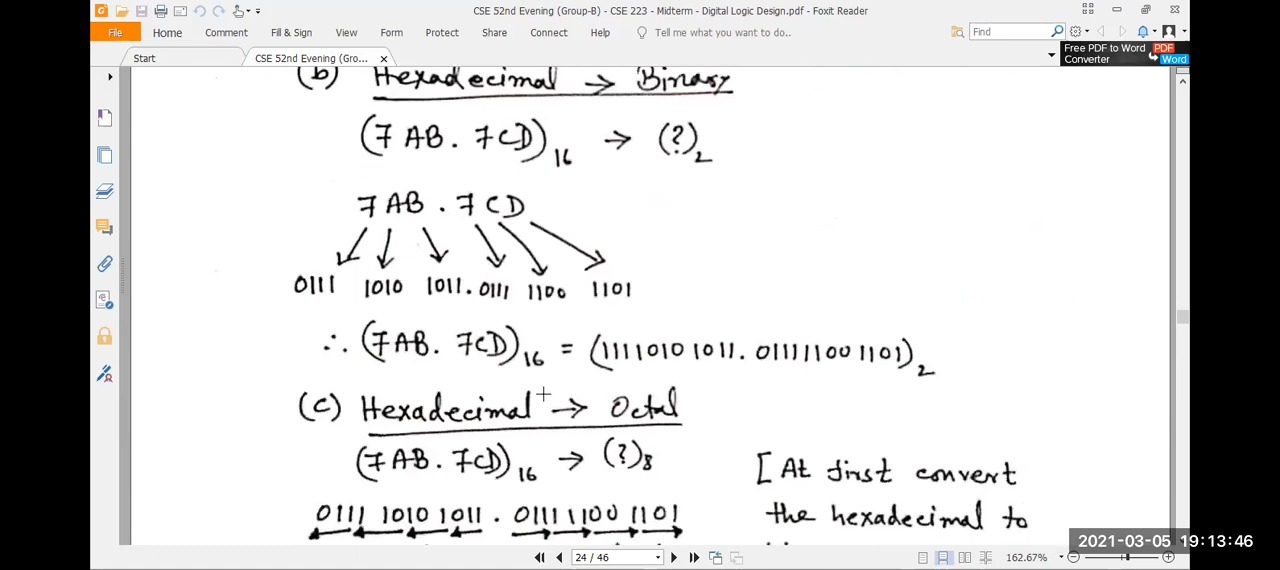 CSE 52nd Evening (Group-B) - CSE 223 - Midterm - Digital Logic Design.pdf - Foxit Reader
File Home Comment Fill & Sign View Form Protect Share Connect Help Tell me what you want to do.. Find
Start CSE 52nd Evening (Gro... Free PDF to Word Converter PDF Word
(b) Hexadecimal → Binary
(7AB. 7CD)16 → (?)2
7AB . 7CD
0111 1010 1011. 0111 1100 1101
∴ (7AB. 7CD)16 = (11110101011. 011111001101)2
(c) Hexadecimal → Octal
(7AB. 7CD)16 → (?)8
[At first convert
0111 1010 1011 . 0111 1100 1101
the hexadecimal to
2021-03-05 19:13:46
24 / 46 162.67%